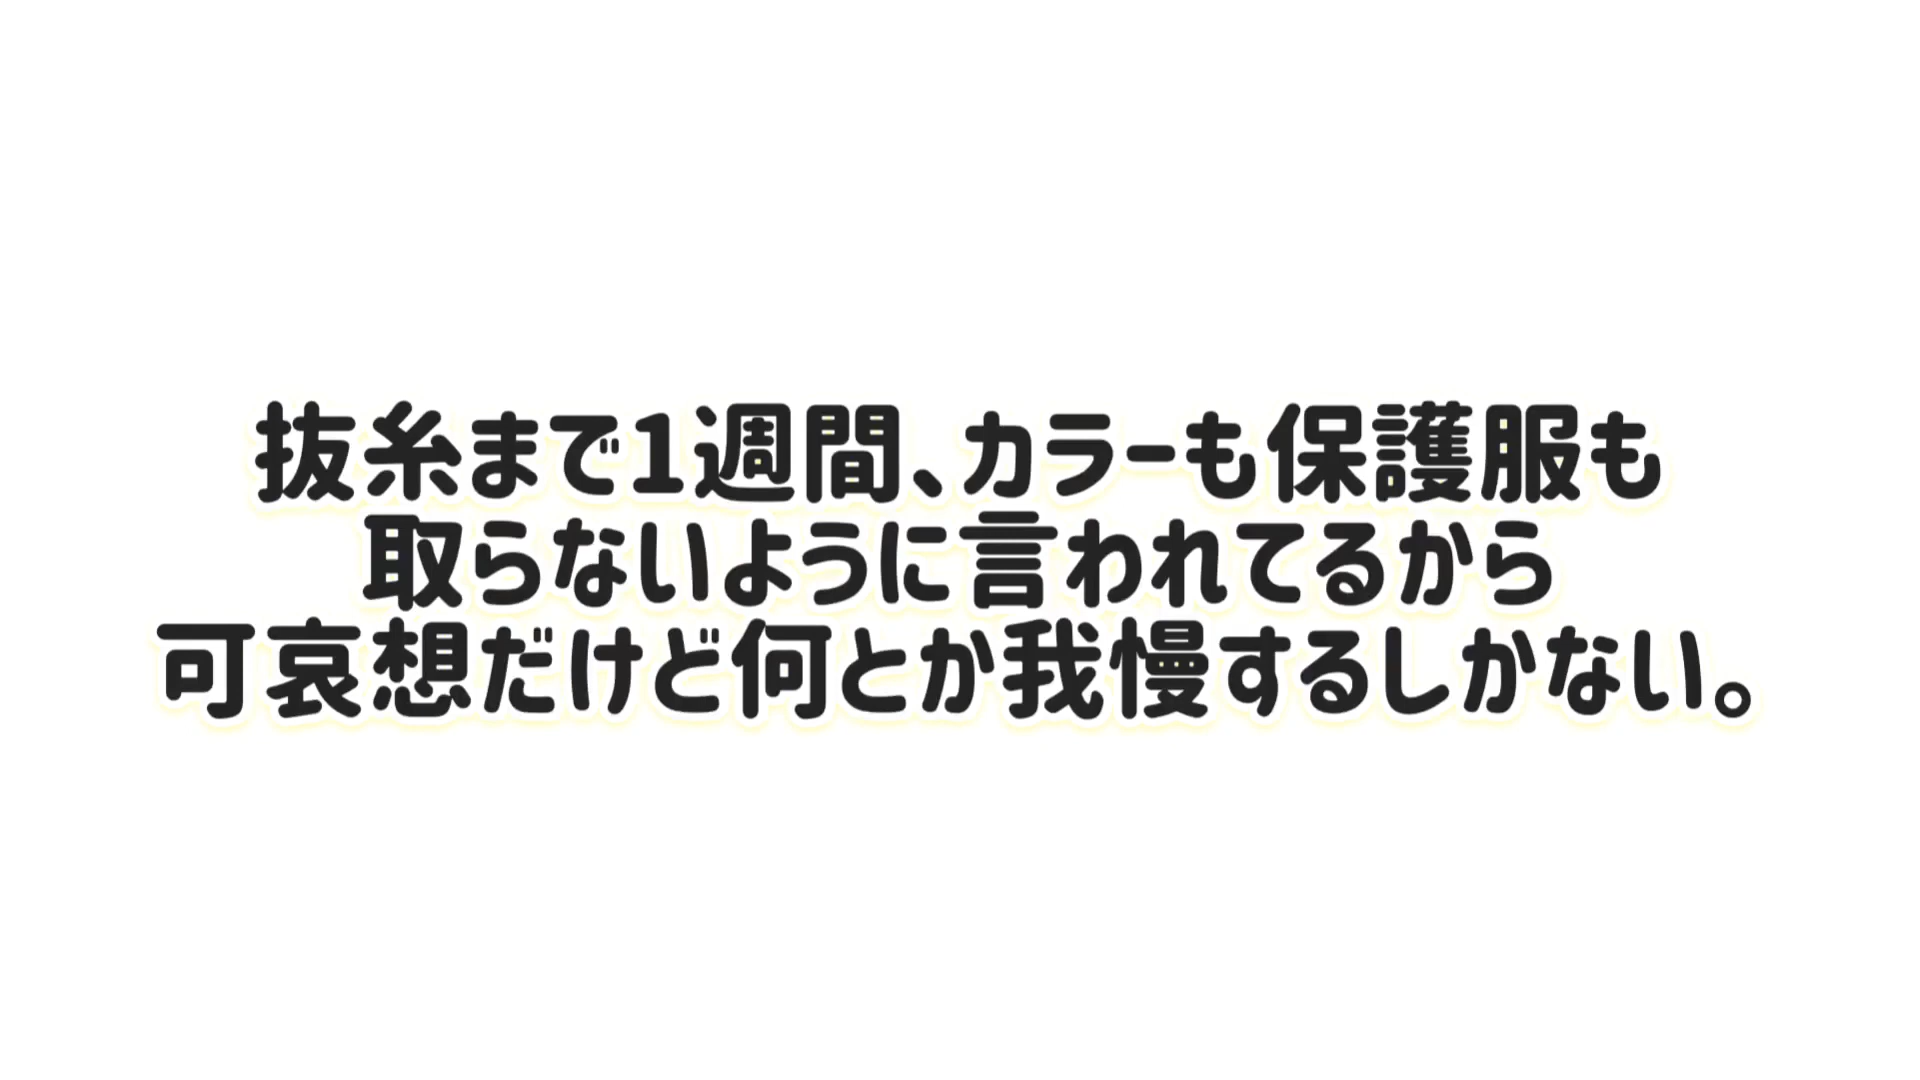 抜糸まで1週間、カラーも保護服も
取らないように言われてるから
可哀想だけど何とか我慢するしかない。